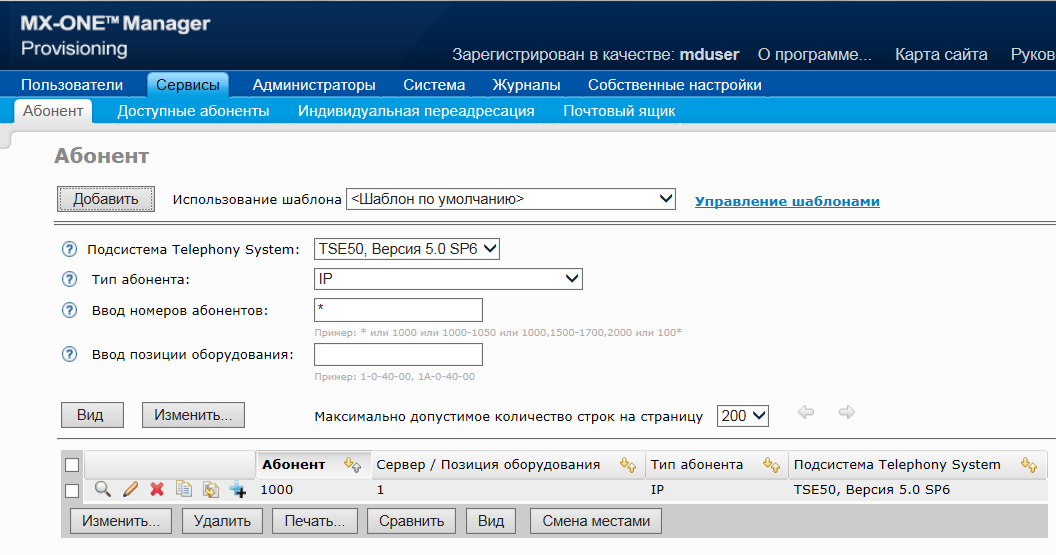 MX-ONE™ Manager
Provisioning
Зарегистрирован в качестве: mduser О программе... Карта сайта Руков
Пользователи Сервисы Администраторы Система Журналы Собственные настройки
Абонент Доступные абоненты Индивидуальная переадресация Почтовый ящик
Абонент
Добавить Использование шаблона <Шаблон по умолчанию> Управление шаблонами
? Подсистема Telephony System: TSE50, Версия 5.0 SP6
? Тип абонента: IP
? Ввод номеров абонентов: *
Пример: * или 1000 или 1000-1050 или 1000,1500-1700,2000 или 100*
? Ввод позиции оборудования:
Пример: 1-0-40-00, 1A-0-40-00
Вид Изменить... Максимально допустимое количество строк на страницу 200
Абонент Сервер / Позиция оборудования Тип абонента Подсистема Telephony System
1000 1 IP TSE50, Версия 5.0 SP6
Изменить... Удалить Печать... Сравнить Вид Смена местами